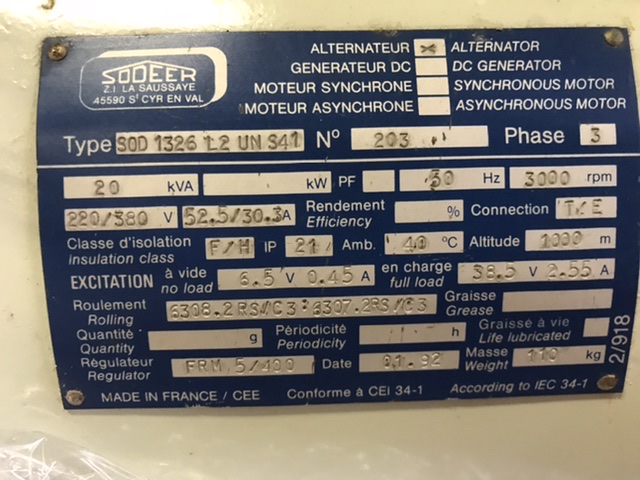 SODEER
Z.I. LA SAUSSAYE
45590 St CYR EN VAL
ALTERNATEUR x ALTERNATOR
GENERATEUR DC DC GENERATOR
MOTEUR SYNCHRONE SYNCHRONOUS MOTOR
MOTEUR ASYNCHRONE ASYNCHRONOUS MOTOR
Type SOD 1326 L2 UN S41 N° 203 Phase 3
20 kVA kW PF 50 Hz 3000 rpm
220/380 V 52.5/30.3 A Rendement Efficiency % Connection T/E
Classe d'isolation insulation class F/H IP 21 Amb. 40 °C Altitude 1000 m
EXCITATION à vide no load 6.5 V 0.45 A en charge full load 38.5 V 2.55 A
Roulement Rolling 6308.2RS/C3:6307.2RS/C3 Graisse Grease
Quantité Quantity g Périodicité Periodicity h Graissé à vie Life lubricated
Régulateur Regulator FRM 5/400 Date 01.92 Masse Weight 110 kg
MADE IN FRANCE / CEE Conforme à CEi 34-1 According to IEC 34-1
2/918